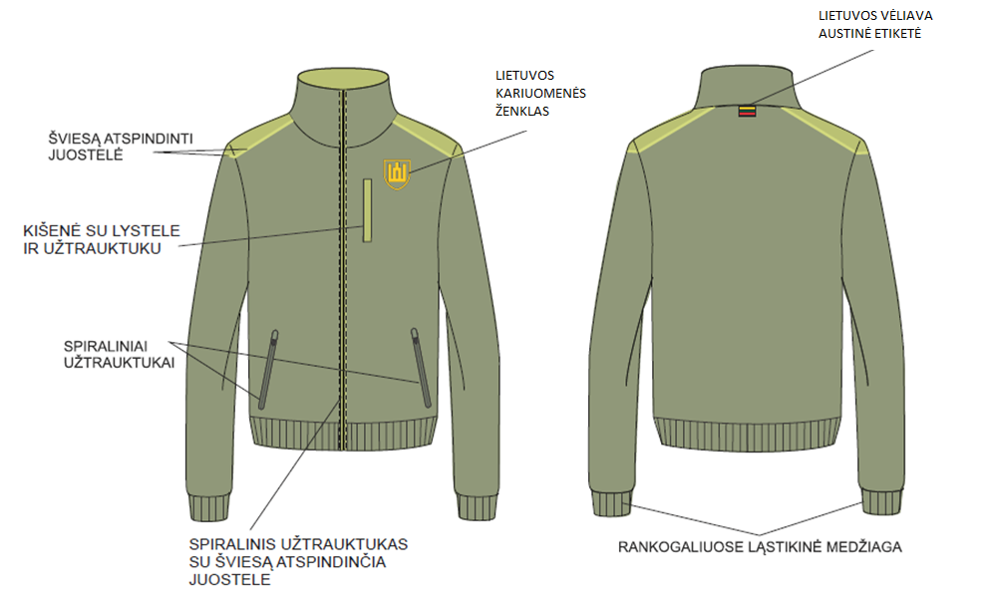 LIETUVOS VĖLIAVA
AUSTINĖ ETIKETĖ
LIETUVOS
KARIUOMENĖS
ŽENKLAS
ŠVIESĄ ATSPINDINTI
JUOSTELĖ
KIŠENĖ SU LYSTELE
IR UŽTRAUKTUKU
SPIRALINIAI
UŽTRAUKTUKAI
SPIRALINIS UŽTRAUKTUKAS
SU ŠVIESĄ ATSPINDINČIA
JUOSTELE
RANKOGALIUOSE LĄSTIKINĖ MEDŽIAGA